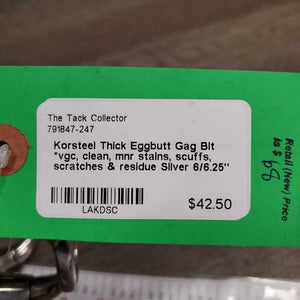 The Tack Collector
791847-247
Korsteel Thick Eggbutt Gag Bit
*vgc, clean, mnr stains, scuffs,
scratches & residue Silver 6/6.25"
LAKDSC
$42.50
Retail (New) Price
is $ 68